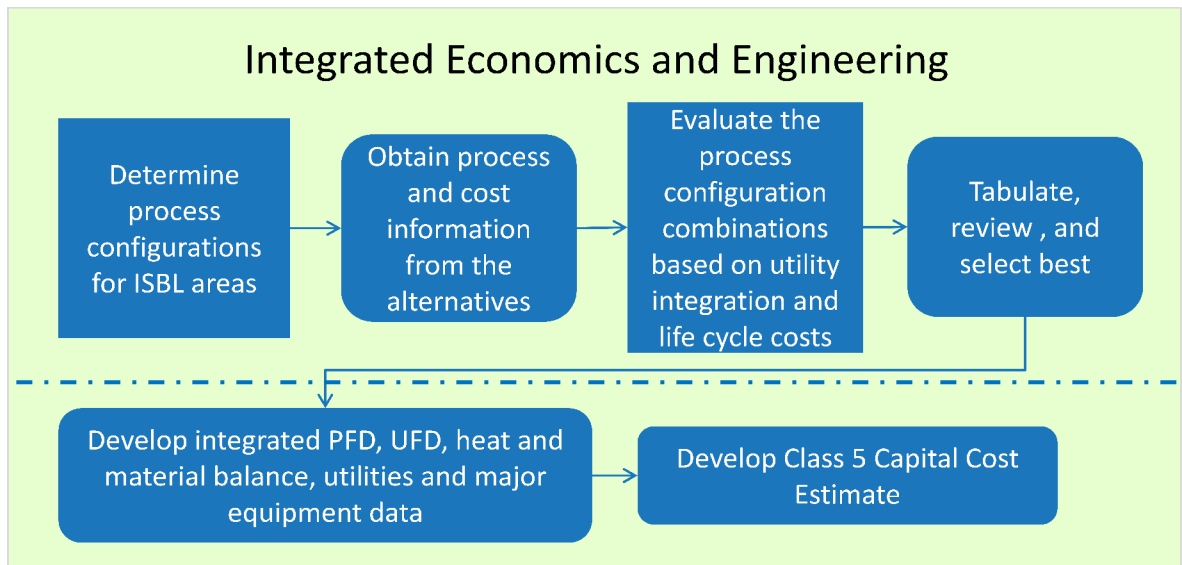 Integrated Economics and Engineering
Determine
process
configurations
for ISBL areas
Obtain process
and cost
information
from the
alternatives
Evaluate the
process
configuration
combinations
based on utility
integration and
life cycle costs
Tabulate,
review , and
select best
Develop integrated PFD, UFD, heat and
material balance, utilities and major
equipment data
Develop Class 5 Capital Cost
Estimate